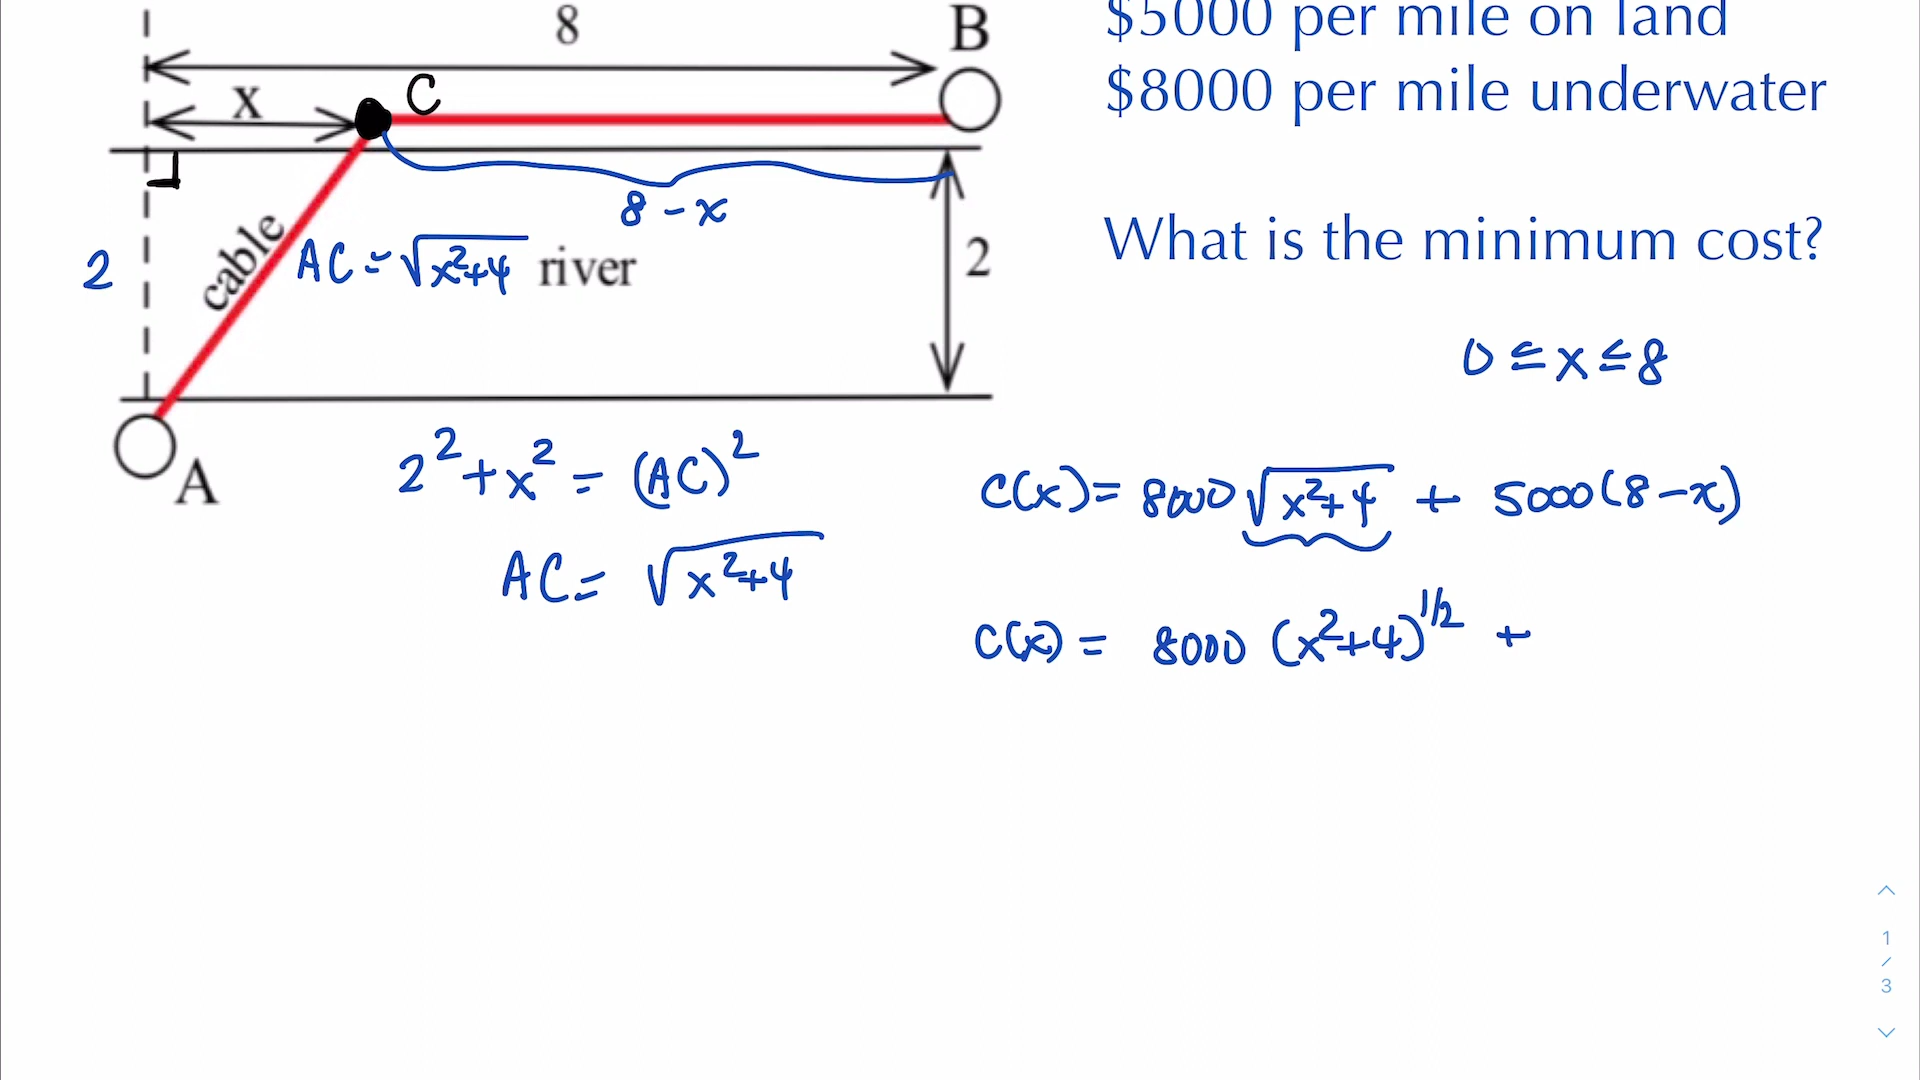 8
B
x
C
8 - x
2
cable
AC = √x²+4
river
2
A
2² + x² = (AC)²
AC = √x²+4
$5000 per mile on land
$8000 per mile underwater
What is the minimum cost?
0 ≤ x ≤ 8
C(x) = 8000 √x²+4 + 5000(8-x)
C(x) = 8000 (x²+4)^1/2 +
1
/
3